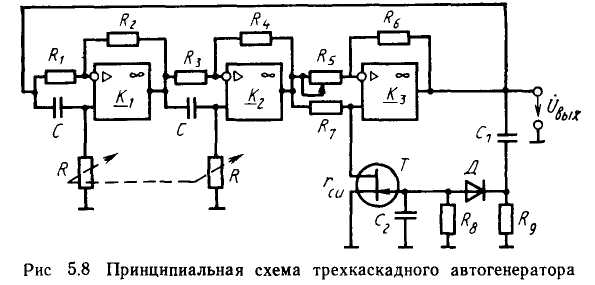 R₂ R₄ R₆
R₁ R₃ R₅
▷ ∞ ▷ ∞ ▷ ∞
K₁ K₂ K₃
C C R₇ U̇вых
C₁
R R T Д
rси
C₂ R₈ R₉
Рис 5.8 Принципиальная схема трехкаскадного автогенератора